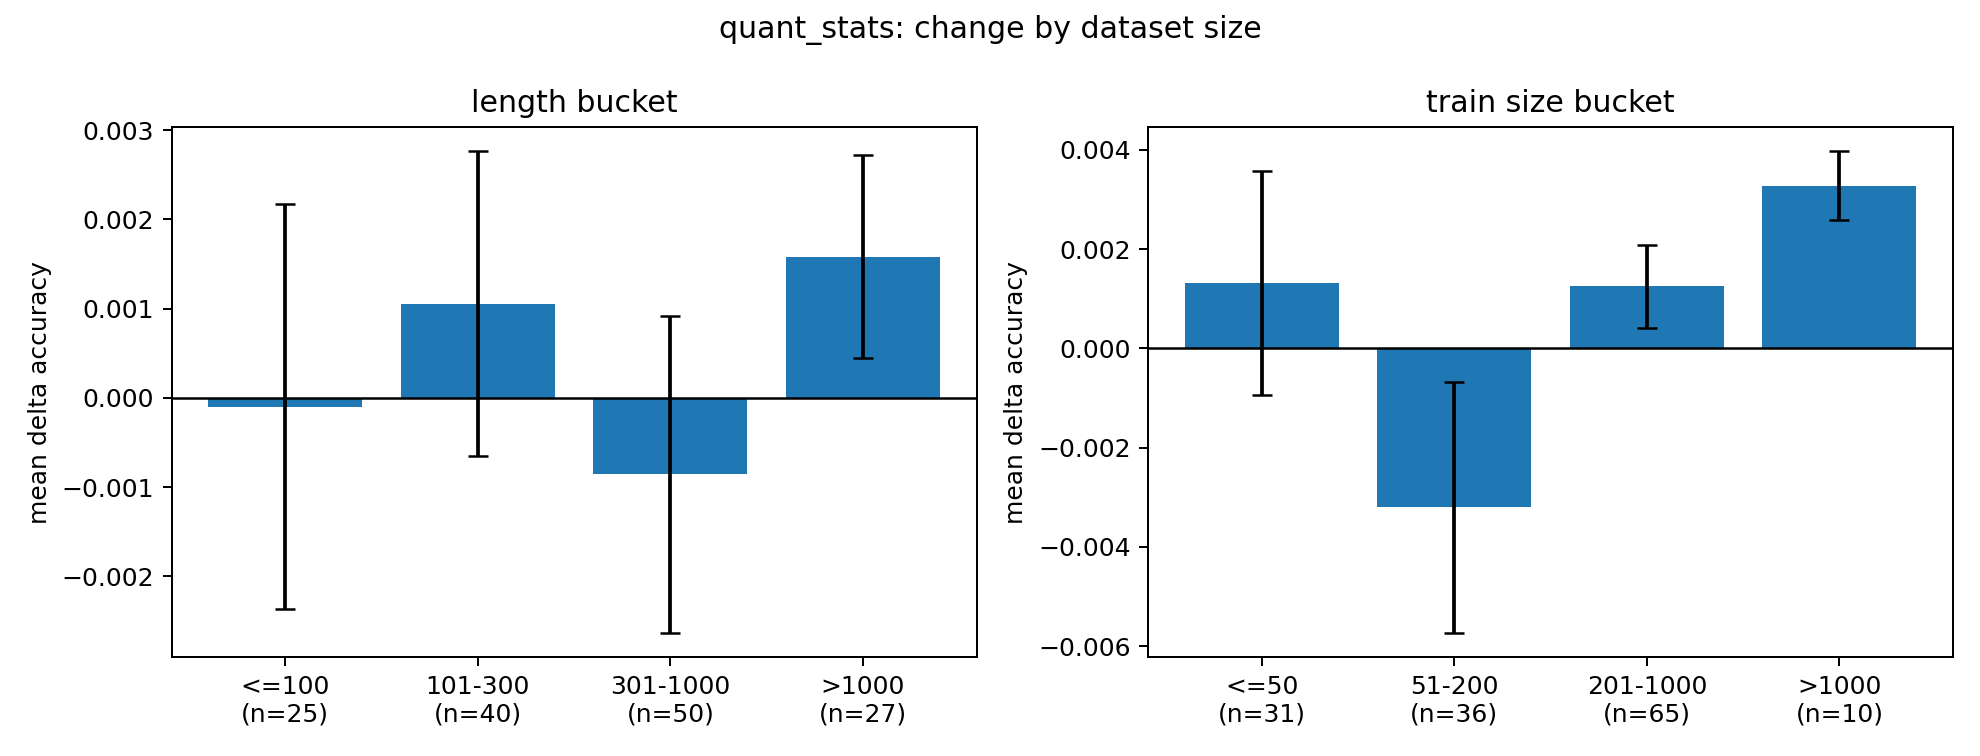 quant_stats: change by dataset size
length bucket
mean delta accuracy
0.003
0.002
0.001
0.000
−0.001
−0.002
<=100
(n=25)
101-300
(n=40)
301-1000
(n=50)
>1000
(n=27)
train size bucket
mean delta accuracy
0.004
0.002
0.000
−0.002
−0.004
−0.006
<=50
(n=31)
51-200
(n=36)
201-1000
(n=65)
>1000
(n=10)